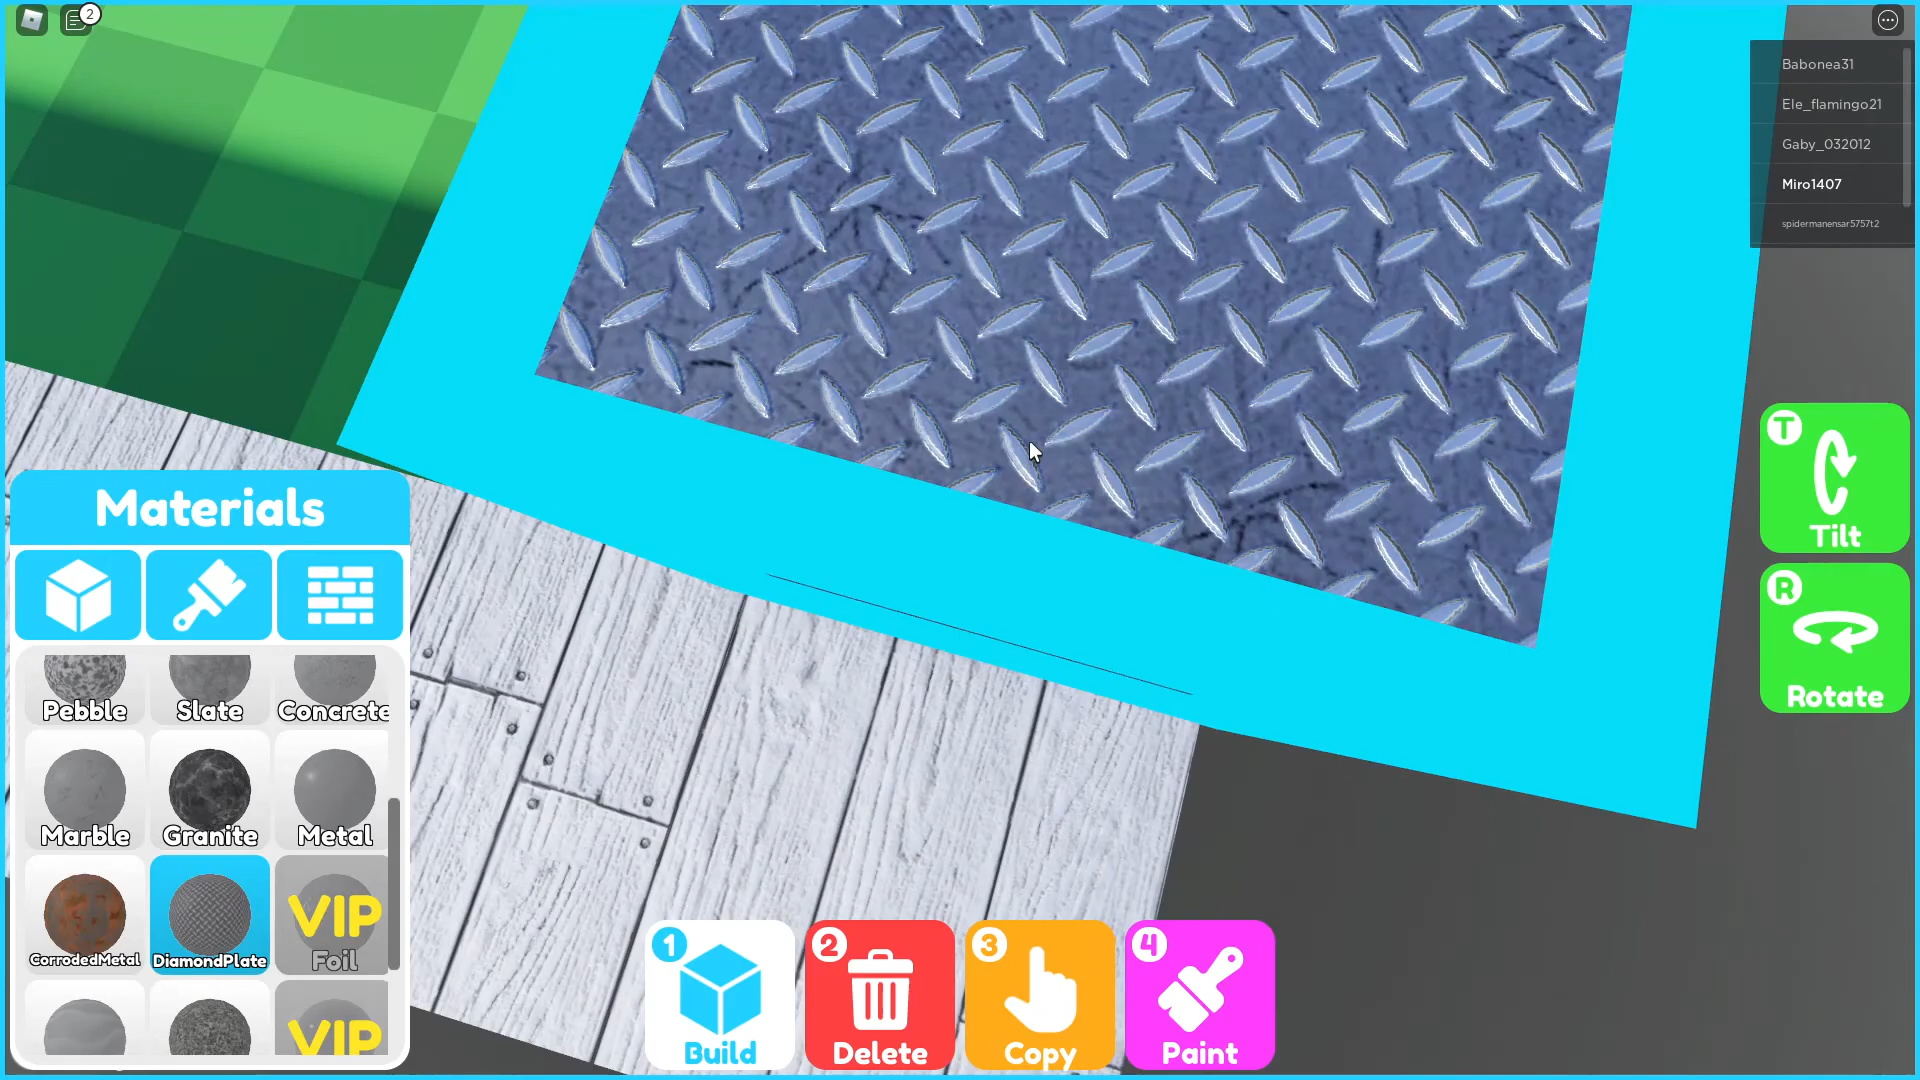 2
Babonea31
Ele_flamingo21
Gaby_032012
Miro1407
spidermanensar5757t2
T
Tilt
R
Rotate
Materials
Pebble
Slate
Concrete
Marble
Granite
Metal
CorrodedMetal
DiamondPlate
VIP
Foil
VIP
1
Build
2
Delete
3
Copy
4
Paint